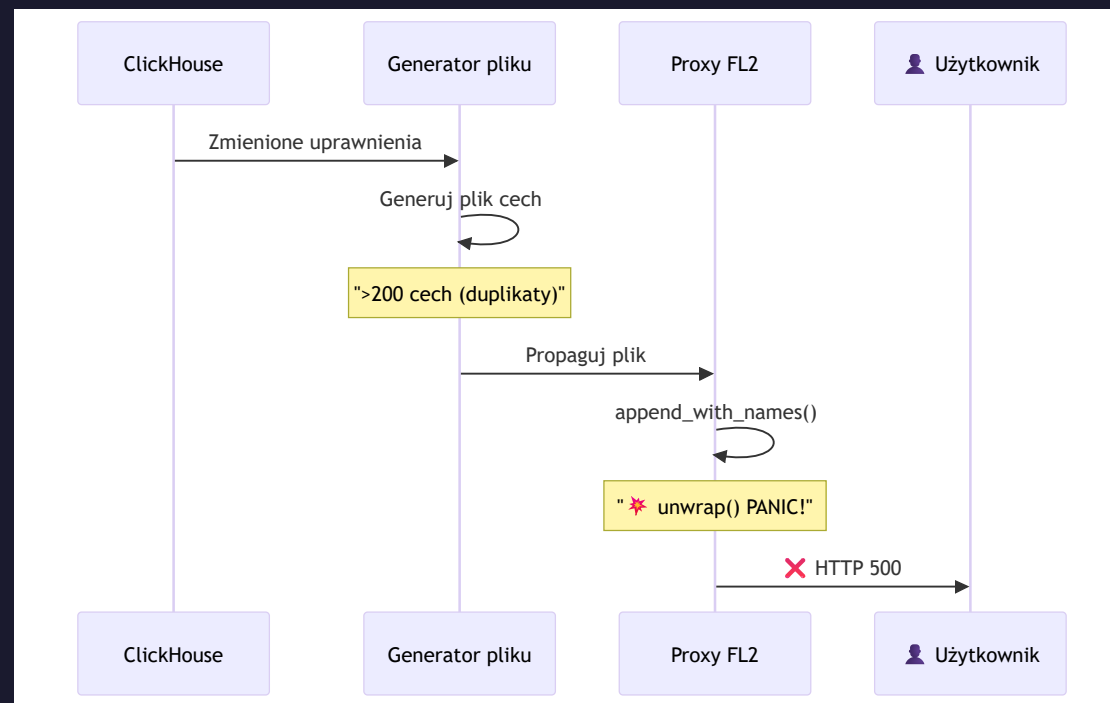 ClickHouse
Generator pliku
Proxy FL2
👤 Użytkownik
Zmienione uprawnienia
Generuj plik cech
">200 cech (duplikaty)"
Propaguj plik
append_with_names()
"💥 unwrap() PANIC!"
❌ HTTP 500
ClickHouse
Generator pliku
Proxy FL2
👤 Użytkownik